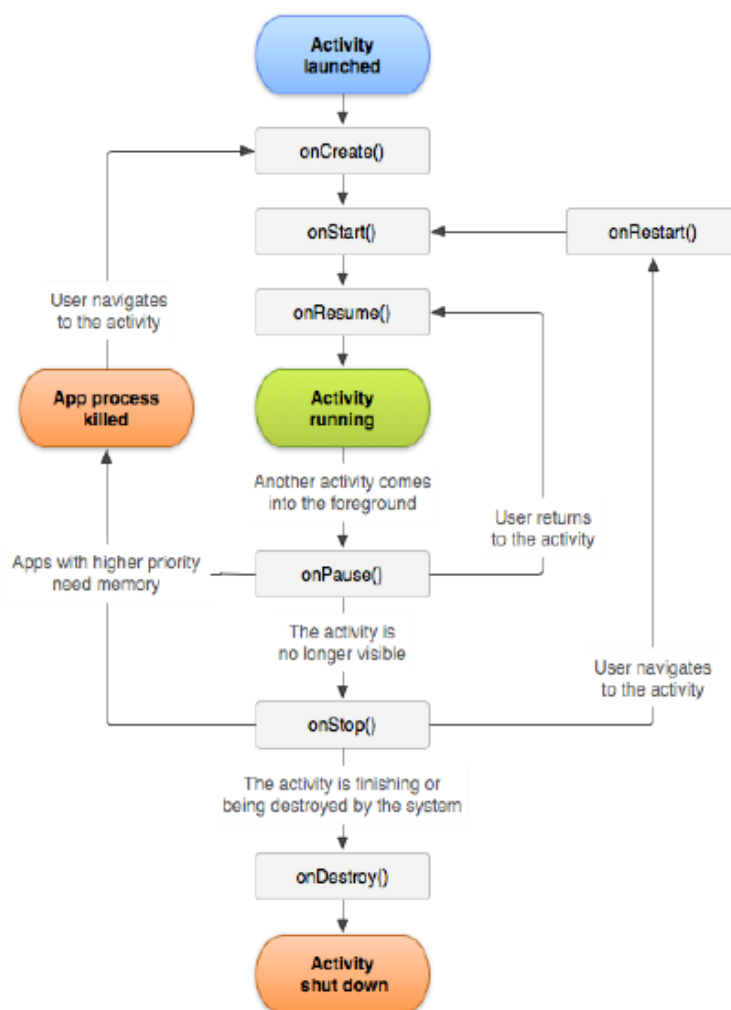 Activity
launched
onCreate()
onStart()
onRestart()
onResume()
User navigates
to the activity
App process
killed
Activity
running
Another activity comes
into the foreground
User returns
to the activity
Apps with higher priority
need memory
onPause()
The activity is
no longer visible
User navigates
to the activity
onStop()
The activity is finishing or
being destroyed by the system
onDestroy()
Activity
shut down